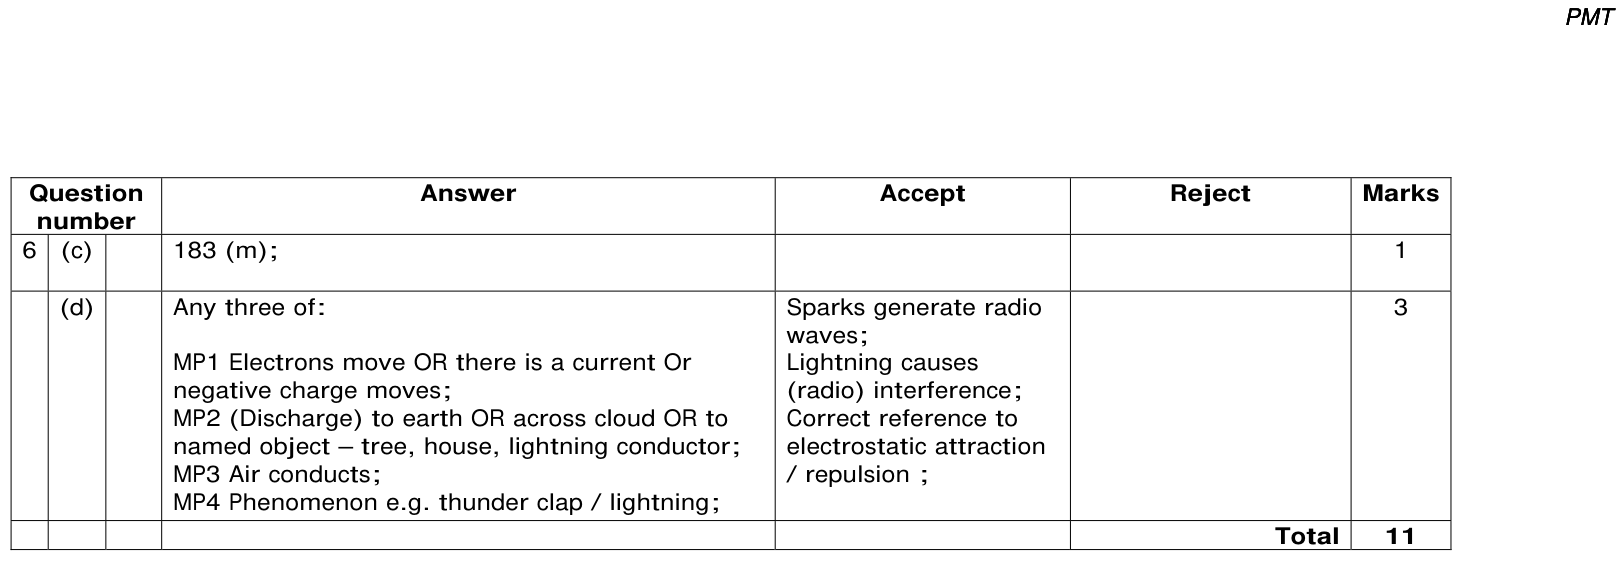 PMT
Question number Answer Accept Reject Marks
6 (c) 183 (m); 1
(d) Any three of: Sparks generate radio 3
waves;
MP1 Electrons move OR there is a current Or Lightning causes
negative charge moves; (radio) interference;
MP2 (Discharge) to earth OR across cloud OR to Correct reference to
named object – tree, house, lightning conductor; electrostatic attraction
MP3 Air conducts; / repulsion ;
MP4 Phenomenon e.g. thunder clap / lightning;
Total 11